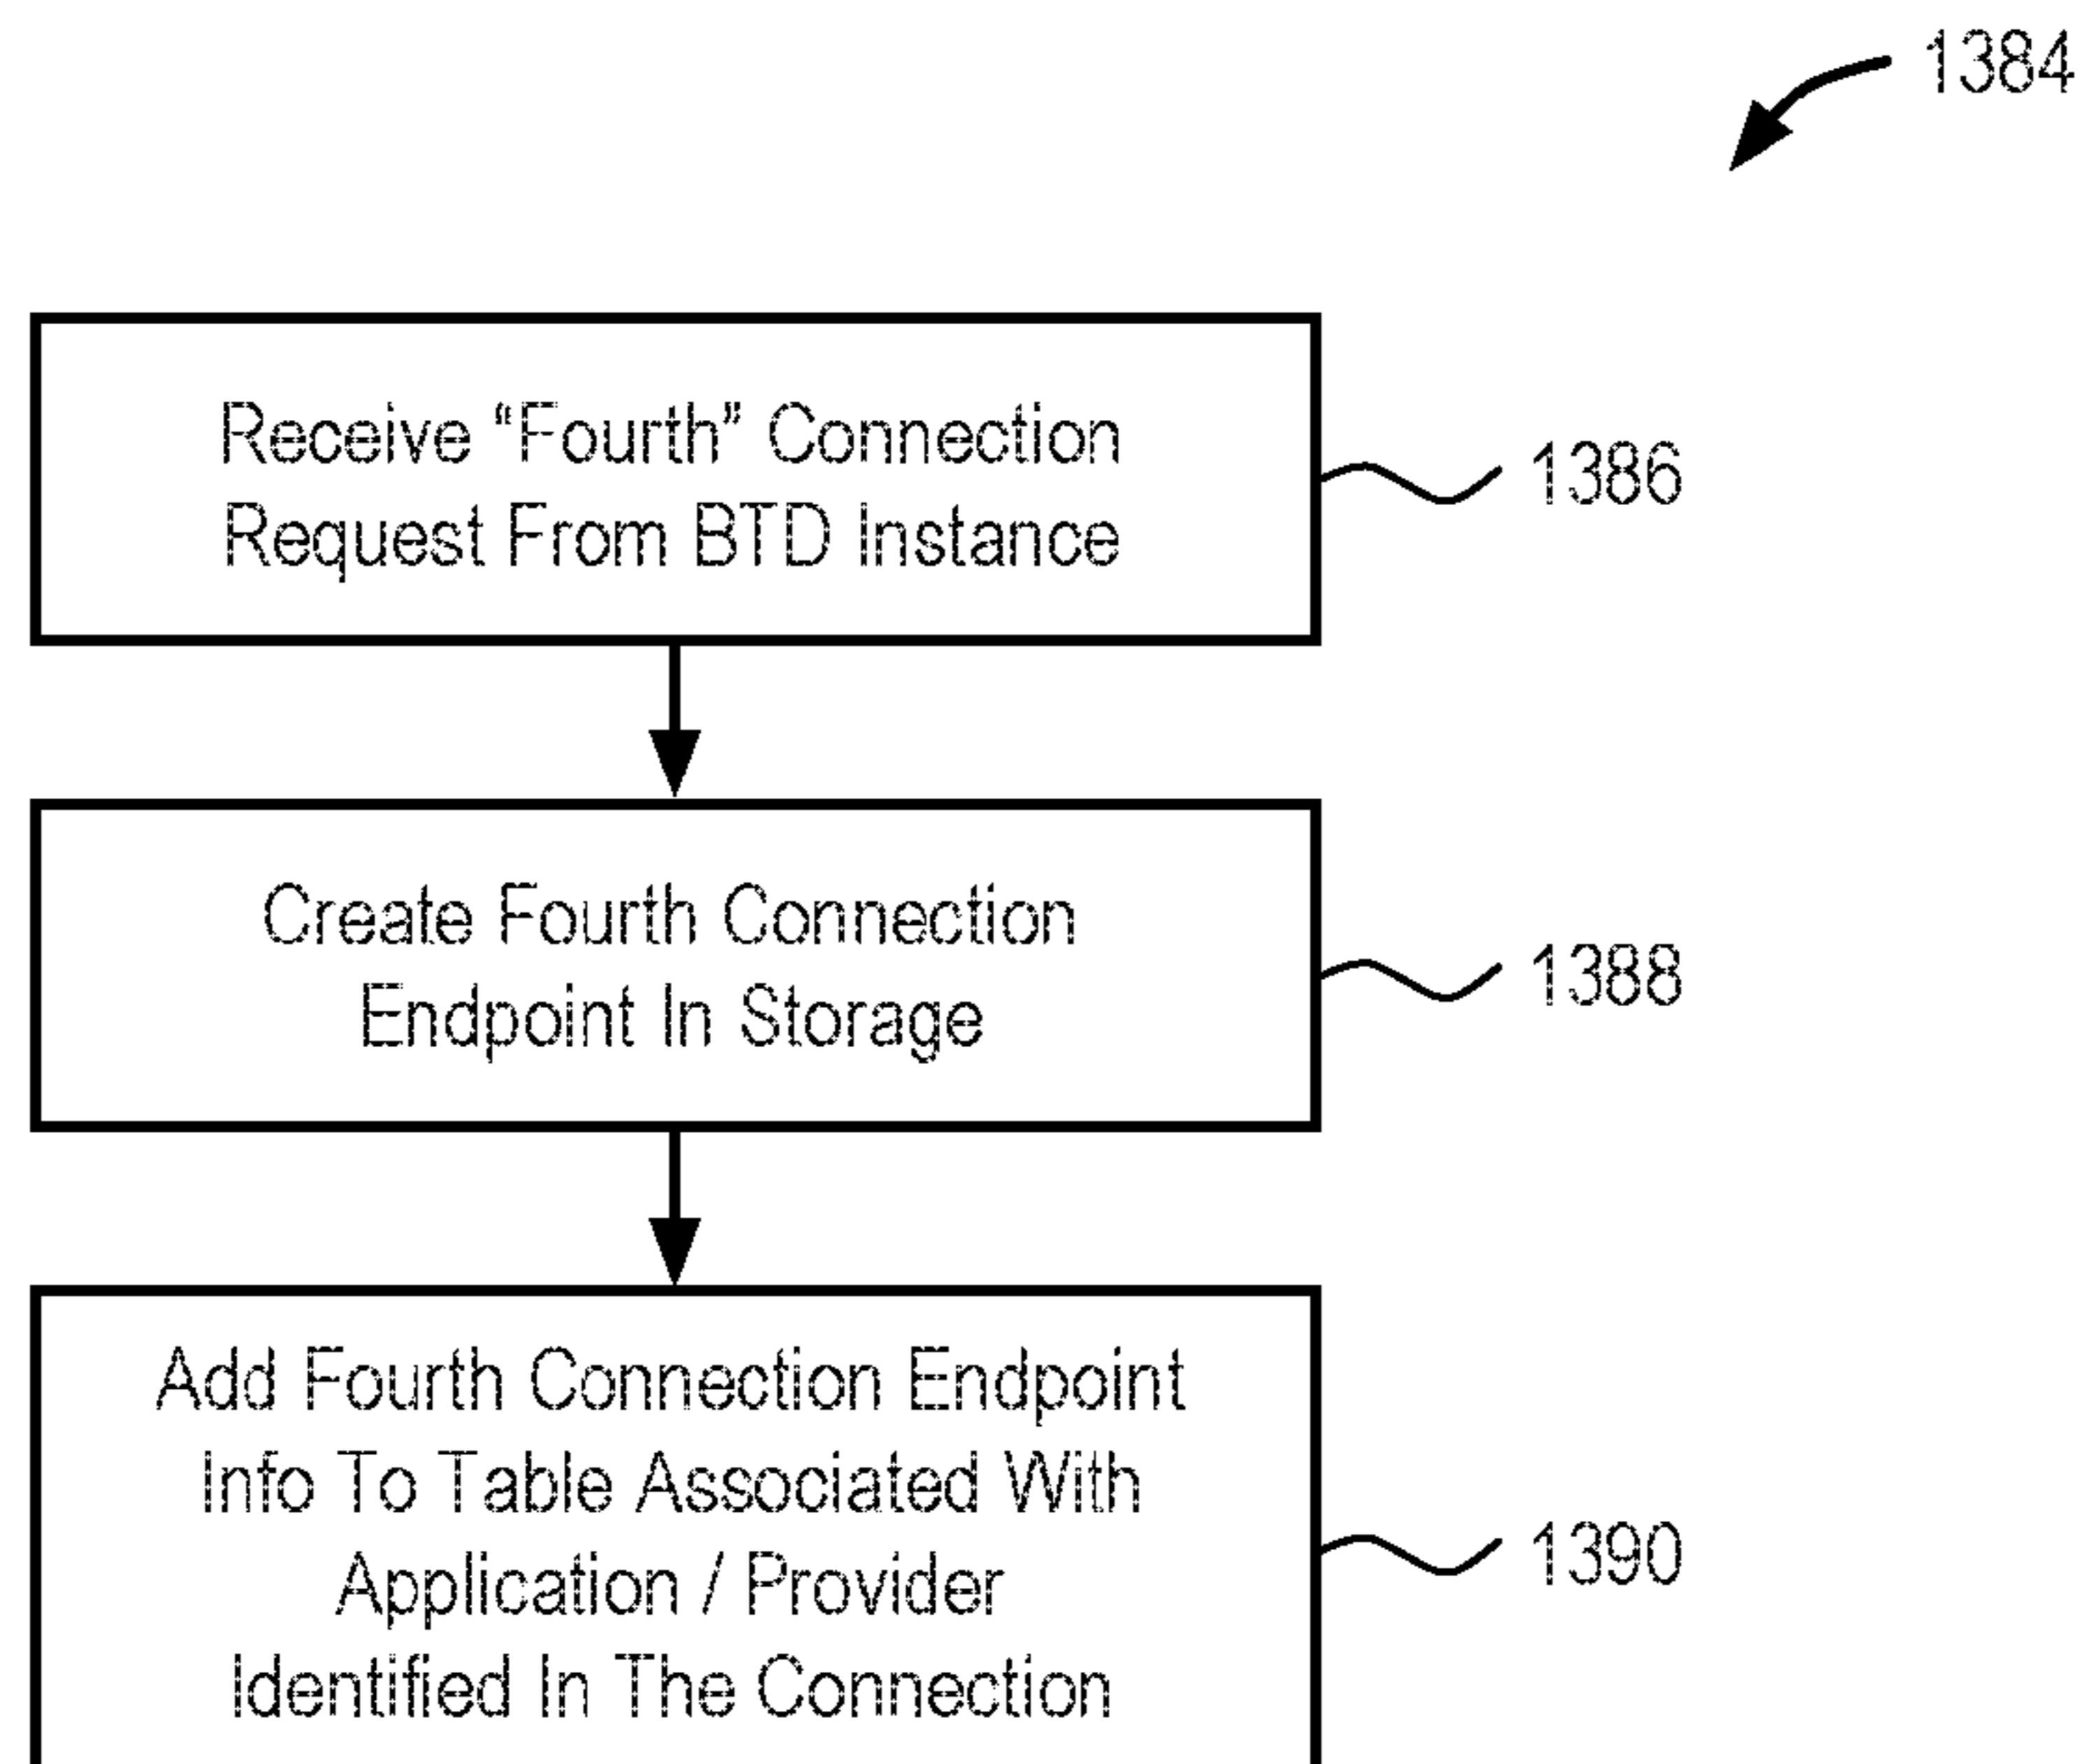 1384
Receive “Fourth” Connection
Request From BTD Instance
1386
Create Fourth Connection
Endpoint In Storage
1388
Add Fourth Connection Endpoint
Info To Table Associated With
Application / Provider
Identified In The Connection
1390